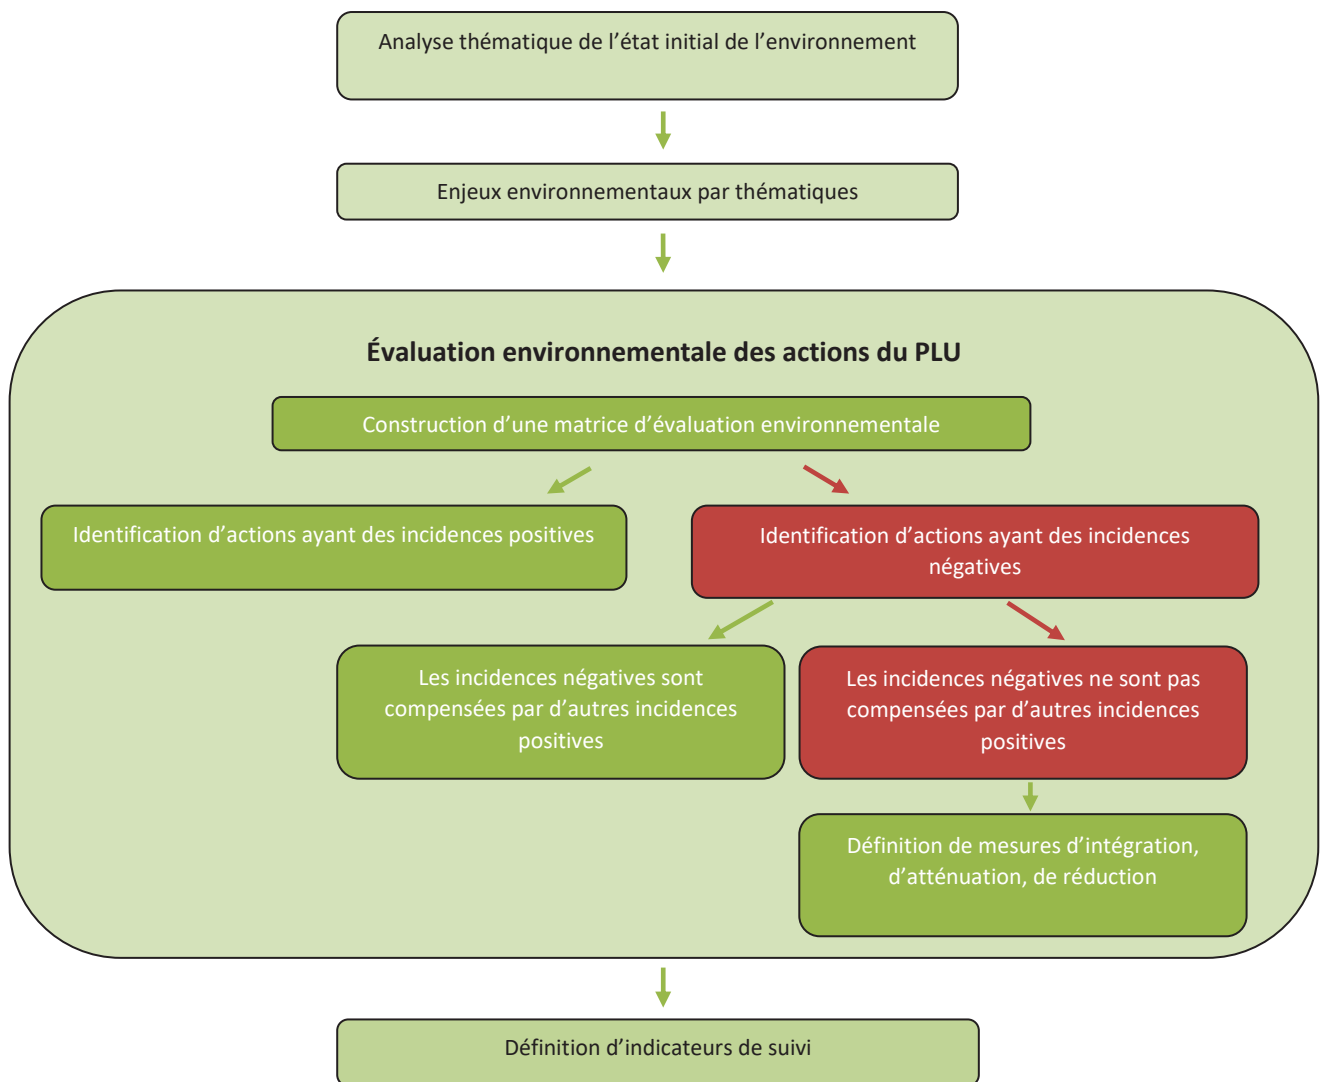 Analyse thématique de l’état initial de l’environnement
Enjeux environnementaux par thématiques
Évaluation environnementale des actions du PLU
Construction d’une matrice d’évaluation environnementale
Identification d’actions ayant des incidences positives
Identification d’actions ayant des incidences
négatives
Les incidences négatives sont
compensées par d’autres incidences
positives
Les incidences négatives ne sont pas
compensées par d’autres incidences
positives
Définition de mesures d’intégration,
d’atténuation, de réduction
Définition d’indicateurs de suivi